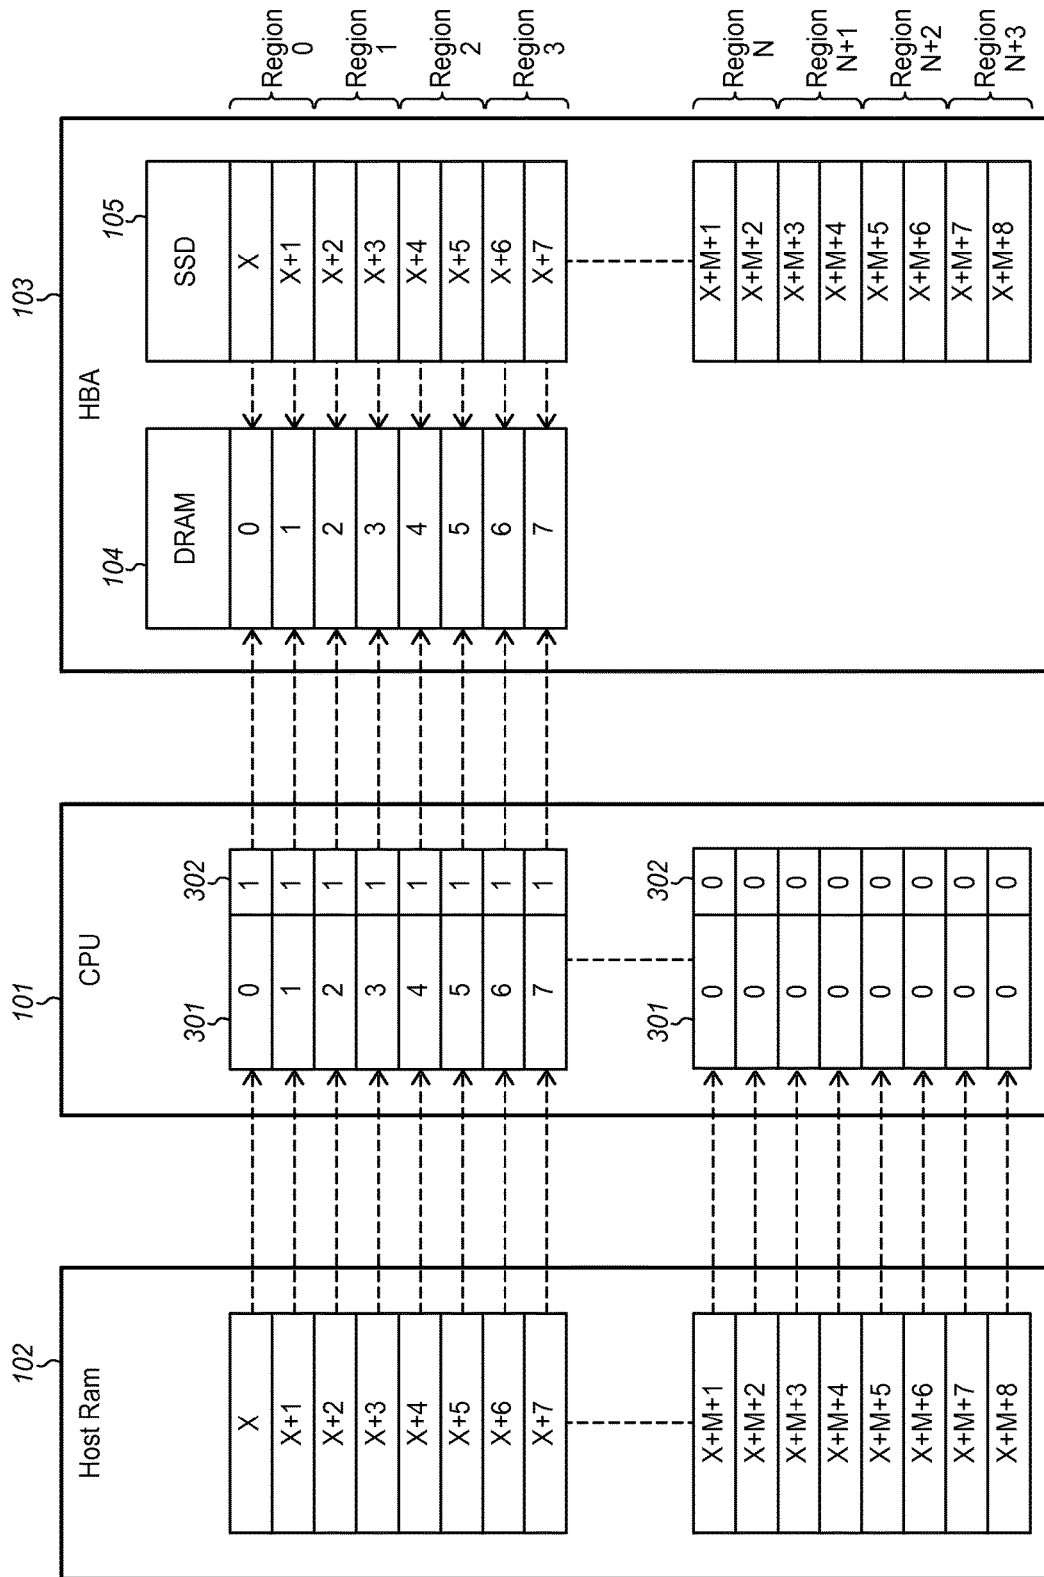 102
Host Ram
X
X+1
X+2
X+3
X+4
X+5
X+6
X+7
X+M+1
X+M+2
X+M+3
X+M+4
X+M+5
X+M+6
X+M+7
X+M+8
101
CPU
301
302
0 1
1 1
2 1
3 1
4 1
5 1
6 1
7 1
301
302
0 0
0 0
0 0
0 0
0 0
0 0
0 0
0 0
103
HBA
104
DRAM
0
1
2
3
4
5
6
7
105
SSD
X
X+1
X+2
X+3
X+4
X+5
X+6
X+7
X+M+1
X+M+2
X+M+3
X+M+4
X+M+5
X+M+6
X+M+7
X+M+8
Region
0
Region
1
Region
2
Region
3
Region
N
Region
N+1
Region
N+2
Region
N+3